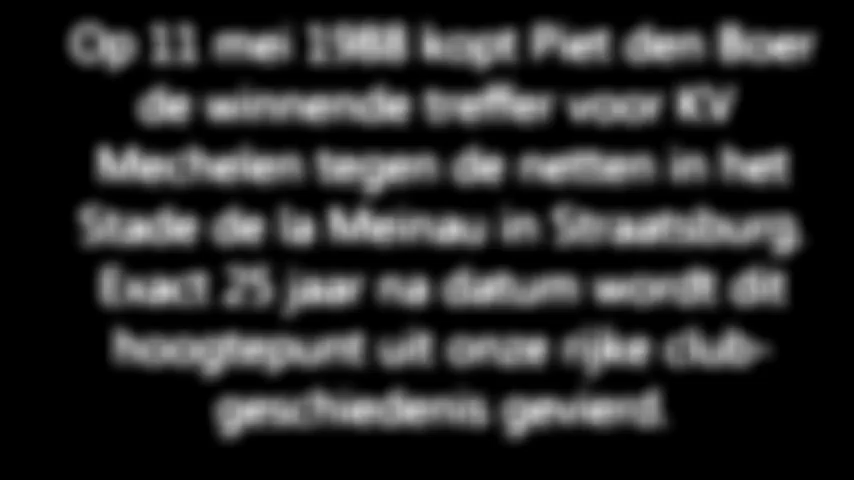 Op 11 mei 1988 kopt Piet den Boer
de winnende treffer voor KV
Mechelen tegen de netten in het
Stade de la Meinau in Straatsburg.
Exact 25 jaar na datum wordt dit
hoogtepunt uit onze rijke club-
geschiedenis gevierd.